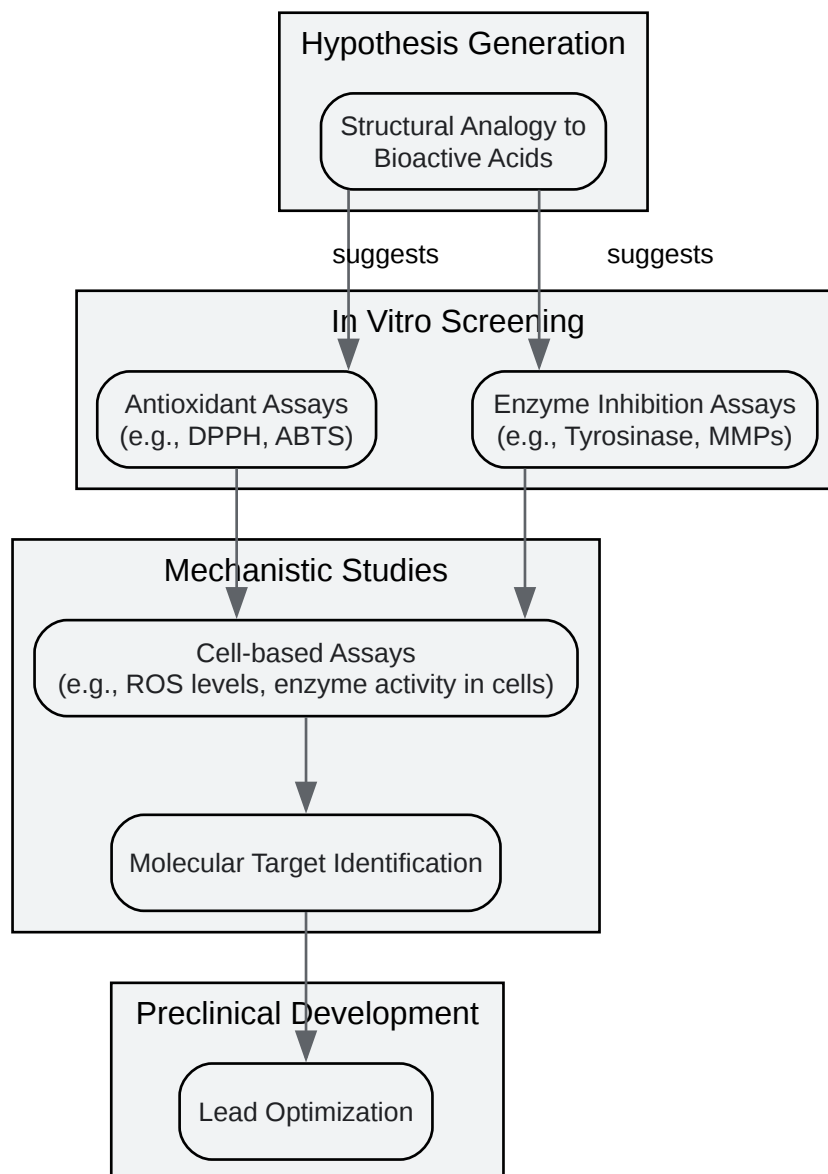 Hypothesis Generation
Structural Analogy to
Bioactive Acids
suggests
suggests
In Vitro Screening
Antioxidant Assays
(e.g., DPPH, ABTS)
Enzyme Inhibition Assays
(e.g., Tyrosinase, MMPs)
Mechanistic Studies
Cell-based Assays
(e.g., ROS levels, enzyme activity in cells)
Molecular Target Identification
Preclinical Development
Lead Optimization